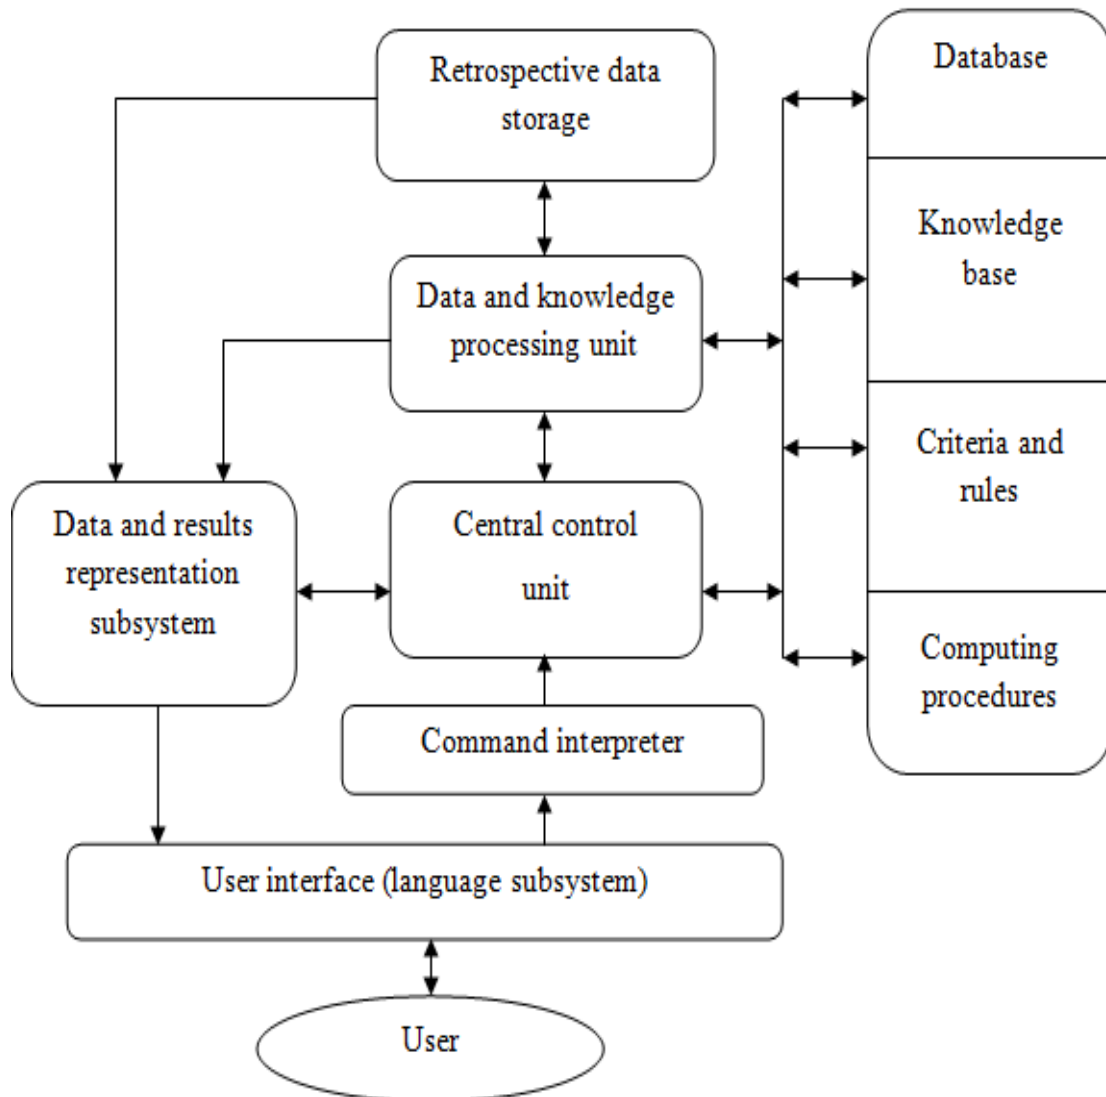 Retrospective data
storage
Database
Knowledge
base
Data and knowledge
processing unit
Criteria and
rules
Data and results
representation
subsystem
Central control
unit
Computing
procedures
Command interpreter
User interface (language subsystem)
User